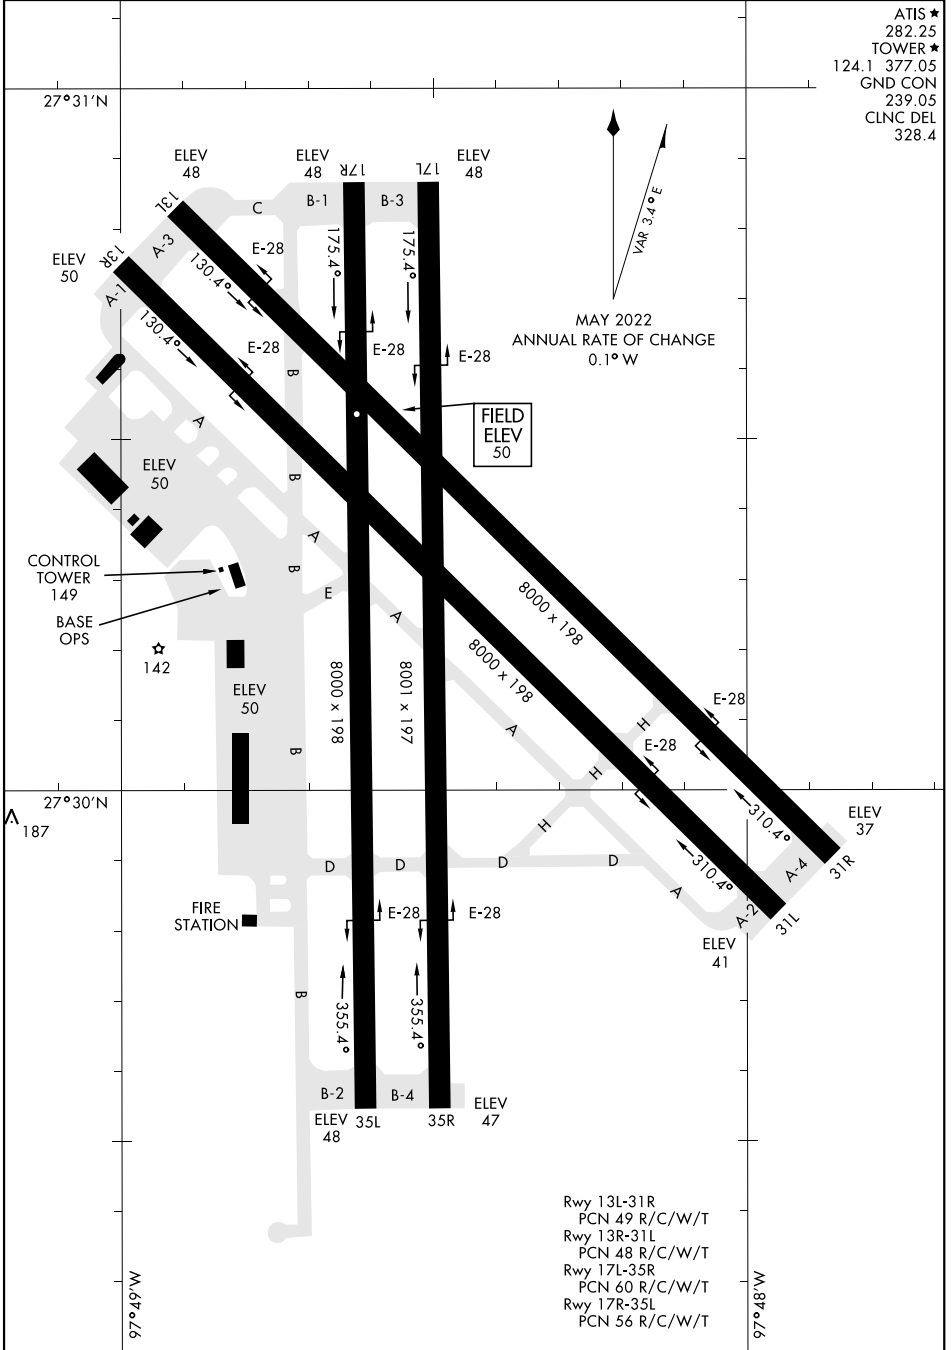 ATIS ★
282.25
TOWER ★
124.1 377.05
GND CON
239.05
CLNC DEL
328.4
27°31'N
ELEV
48
ELEV
48
17R
17L
ELEV
48
13L
C
B-1
B-3
A-3
E-28
175.4°
175.4°
VAR 3.4° E
ELEV
50
13R
A-1
130.4°
130.4°
MAY 2022
ANNUAL RATE OF CHANGE
0.1° W
E-28
E-28
E-28
B
A
FIELD
ELEV
50
ELEV
50
B
A
CONTROL
TOWER
149
B
E
A
8000 x 198
BASE
OPS
142
8000 x 198
8001 x 197
8000 x 198
ELEV
50
B
A
H
H
E-28
E-28
27°30'N
187
H
310.4°
ELEV
37
D
D
D
D
310.4°
A-4
31R
A
A-2
31L
FIRE
STATION
E-28
E-28
ELEV
41
B
355.4°
355.4°
B-2
B-4
ELEV
48
35L
35R
ELEV
47
Rwy 13L-31R
PCN 49 R/C/W/T
Rwy 13R-31L
PCN 48 R/C/W/T
Rwy 17L-35R
PCN 60 R/C/W/T
Rwy 17R-35L
PCN 56 R/C/W/T
97°49'W
97°48'W